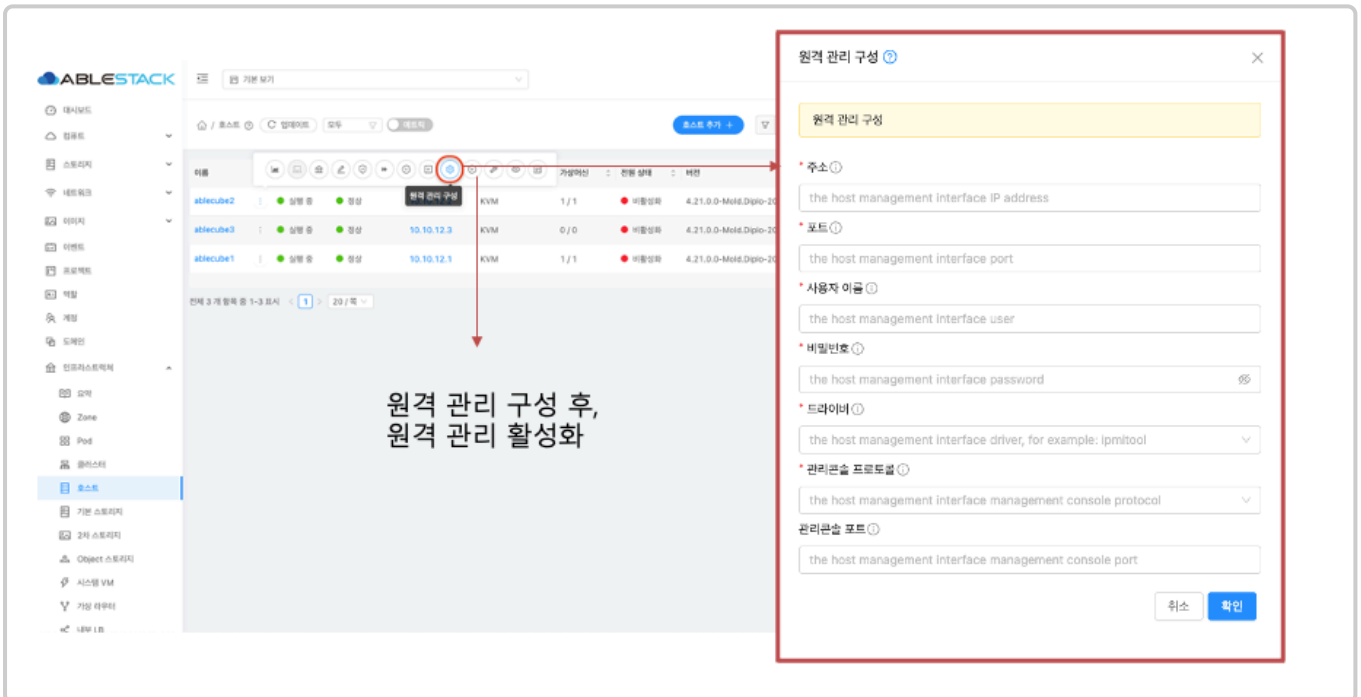 ABLESTACK
기본 보기
대시보드
컴퓨트
스토리지
네트워크
이미지
이벤트
프로젝트
역할
계정
도메인
인프라스트럭처
요약
Zone
Pod
클러스터
호스트
기본 스토리지
2차 스토리지
Object 스토리지
시스템 VM
가상 라우터
내부 LB
/ 호스트 업데이트 모두 메트릭 호스트 추가 +
이름 가상머신 전원 상태 버전
원격 관리 구성
ablecube2 실행 중 정상 KVM 1 / 1 비활성화 4.21.0.0-Mold.Diplo-20
ablecube3 실행 중 정상 10.10.12.3 KVM 0 / 0 비활성화 4.21.0.0-Mold.Diplo-20
ablecube1 실행 중 정상 10.10.12.1 KVM 1 / 1 비활성화 4.21.0.0-Mold.Diplo-20
전체 3 개 항목 중 1-3 표시 < 1 > 20 / 쪽
원격 관리 구성 후,
원격 관리 활성화
원격 관리 구성
원격 관리 구성
* 주소
the host management interface IP address
* 포트
the host management interface port
* 사용자 이름
the host management interface user
* 비밀번호
the host management interface password
* 드라이버
the host management interface driver, for example: ipmitool
* 관리콘솔 프로토콜
the host management interface management console protocol
관리콘솔 포트
the host management interface management console port
취소 확인